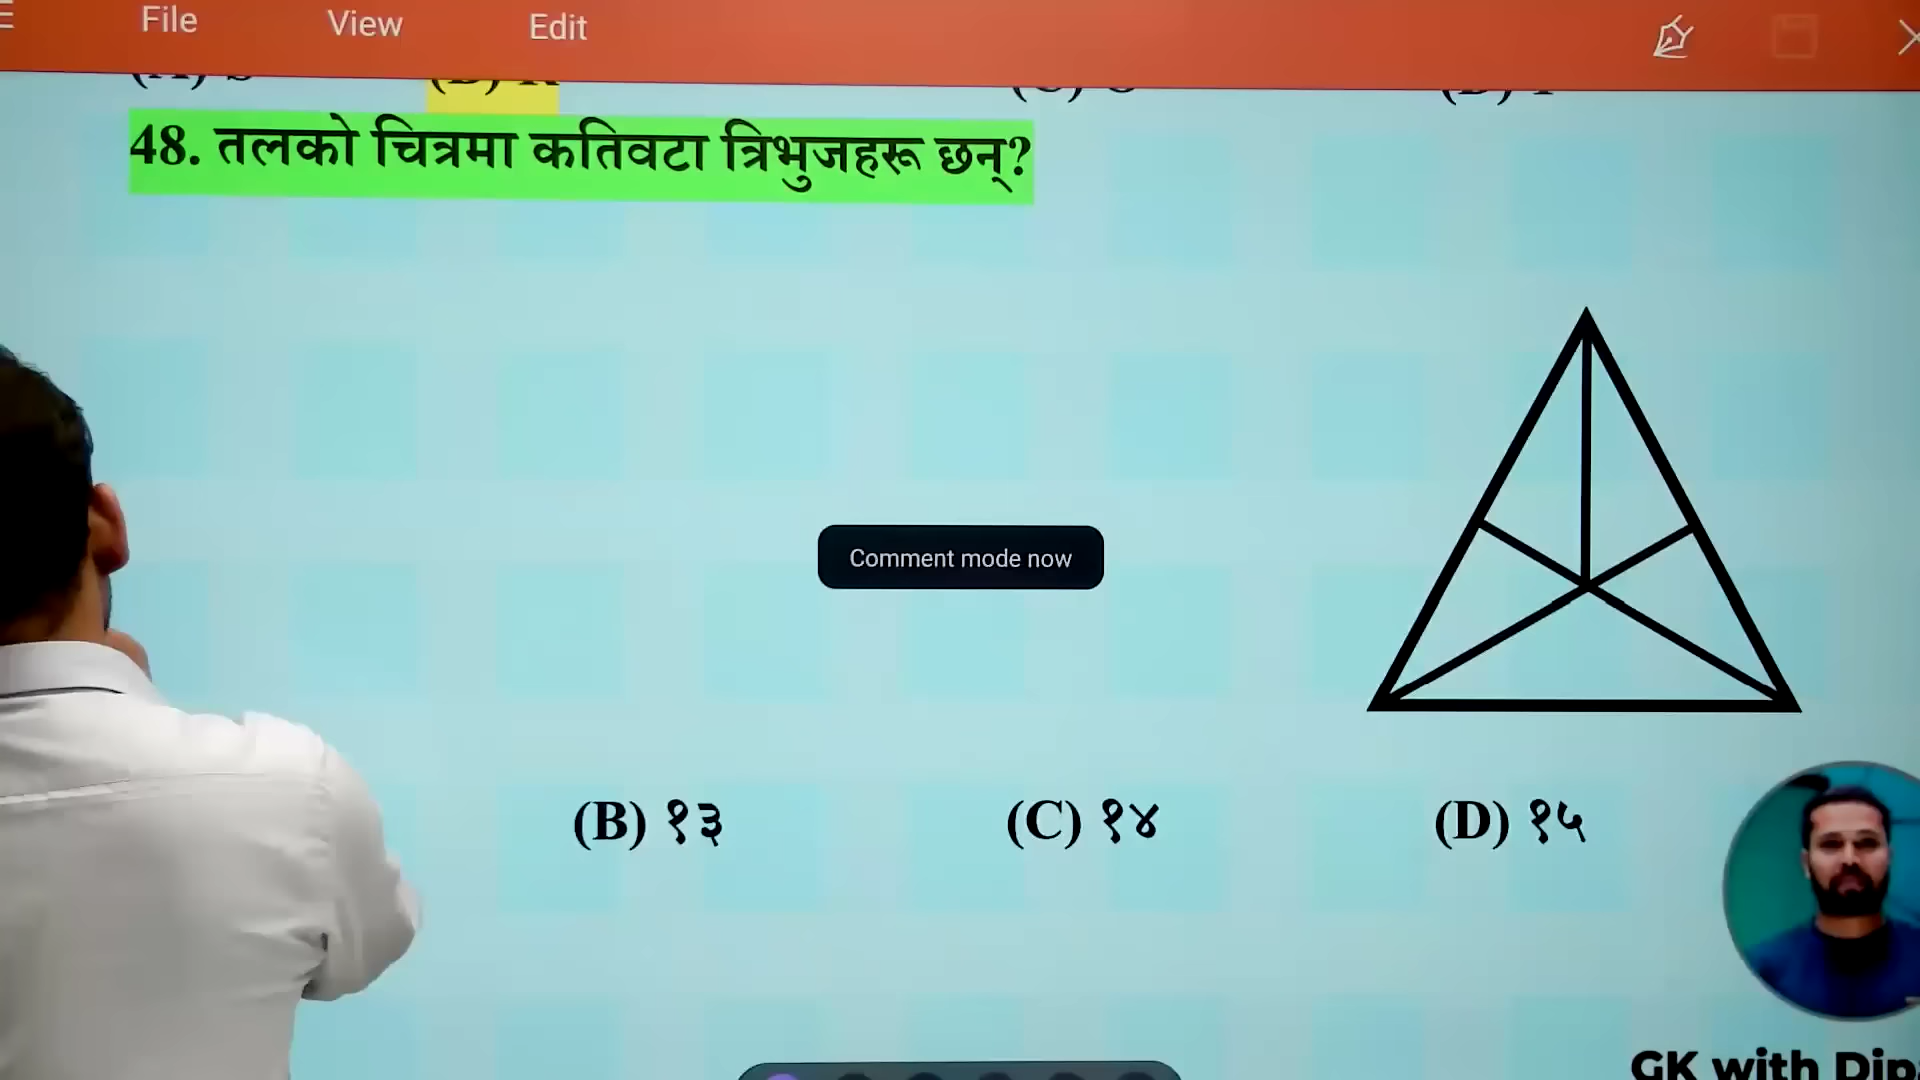 File View Edit
48. तलको चित्रमा कतिवटा त्रिभुजहरू छन्?
Comment mode now
(B) १३ (C) १४ (D) १५
GK with Dip